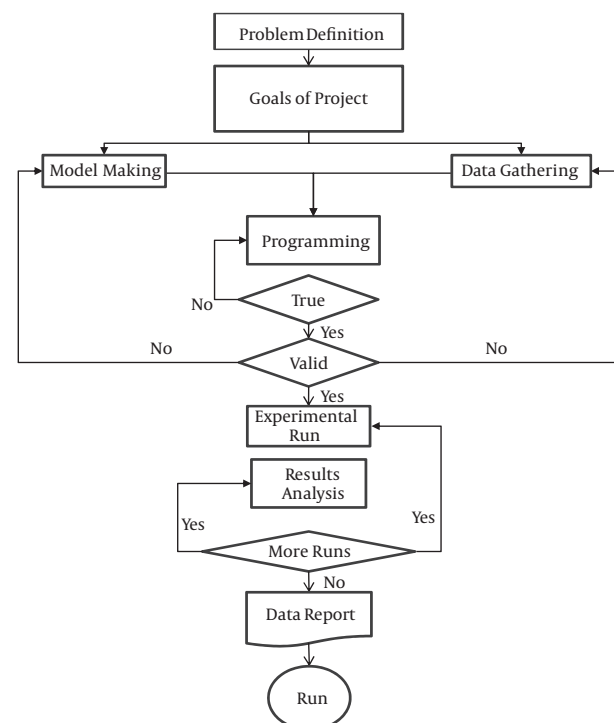 Problem Definition
Goals of Project
Model Making
Data Gathering
Programming
No
True
Yes
No
Valid
No
Yes
Experimental
Run
Results
Analysis
Yes
Yes
More Runs
No
Data Report
Run